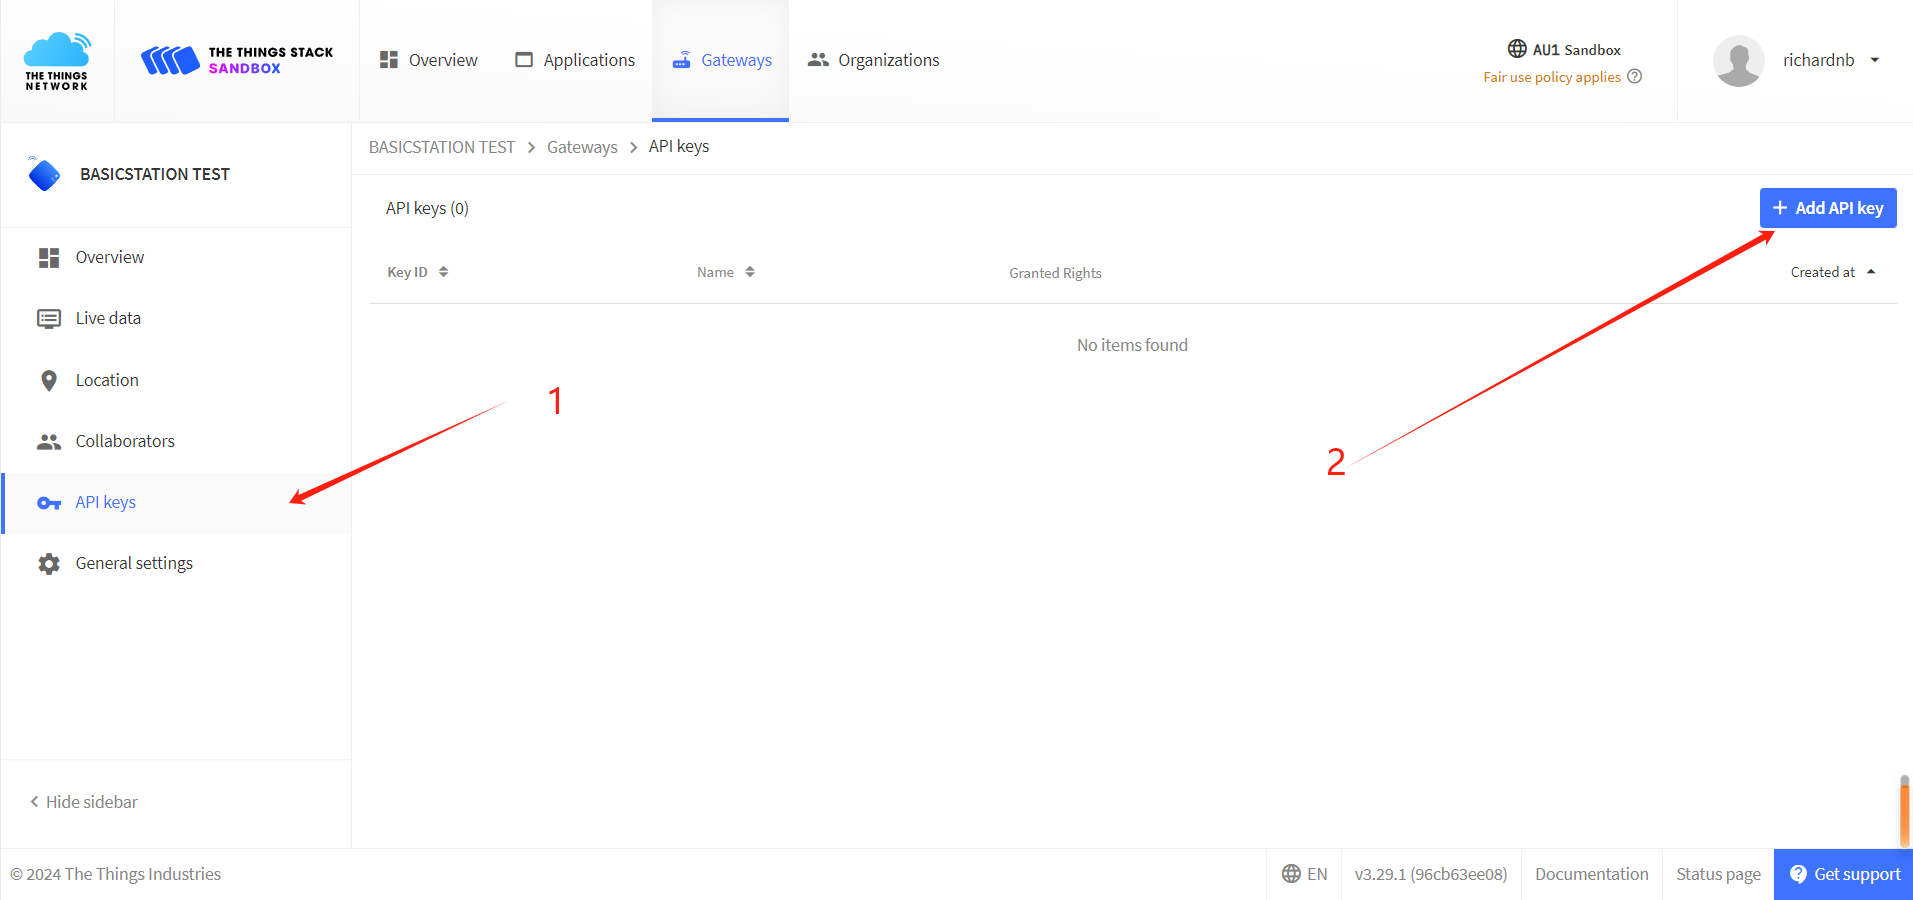 THE THINGS NETWORK
THE THINGS STACK
SANDBOX
Overview
Applications
Gateways
Organizations
AU1 Sandbox
Fair use policy applies
richardnb
BASICSTATION TEST
BASICSTATION TEST > Gateways > API keys
API keys (0)
+ Add API key
Key ID
Name
Granted Rights
Created at
No items found
Overview
Live data
Location
Collaborators
API keys
General settings
1
2
Hide sidebar
© 2024 The Things Industries
EN
v3.29.1 (96cb63ee08)
Documentation
Status page
Get support